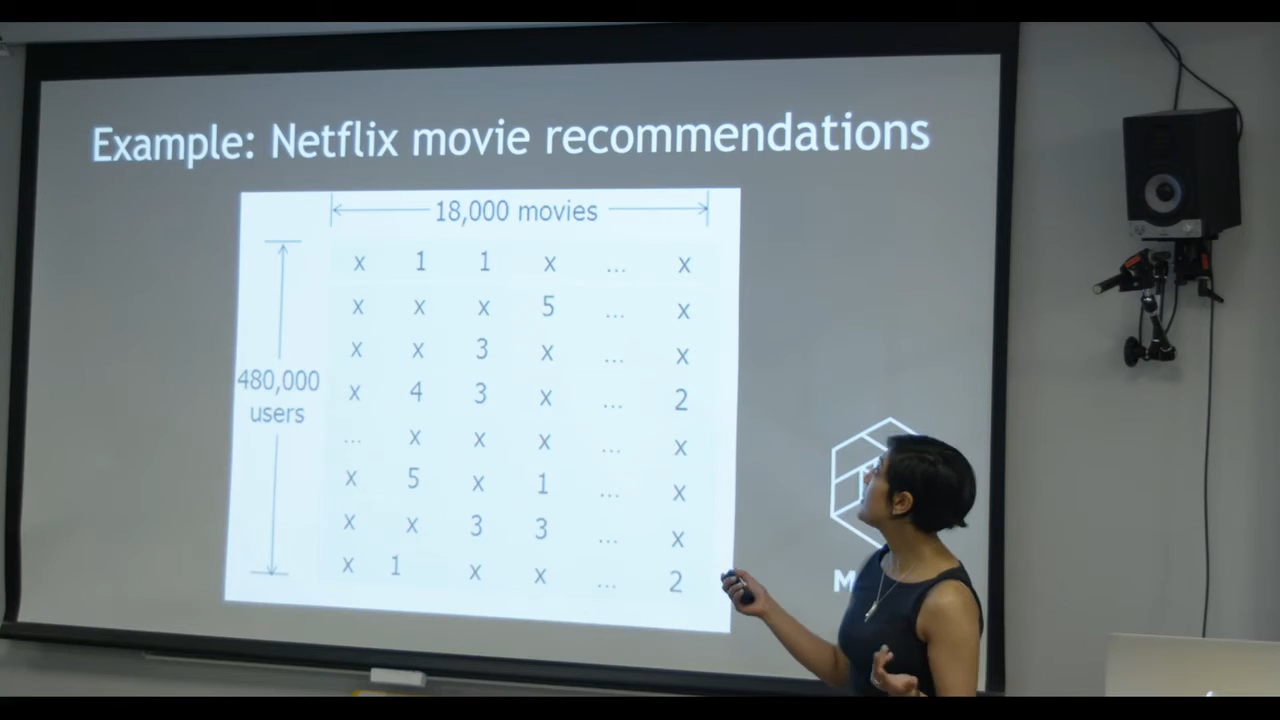 Example: Netflix movie recommendations
18,000 movies
480,000
users
x 1 1 x ... x
x x x 5 ... x
x x 3 x ... x
x 4 3 x ... 2
... x x x ... x
x 5 x 1 ... x
x x 3 3 ... x
x 1 x x ... 2
M